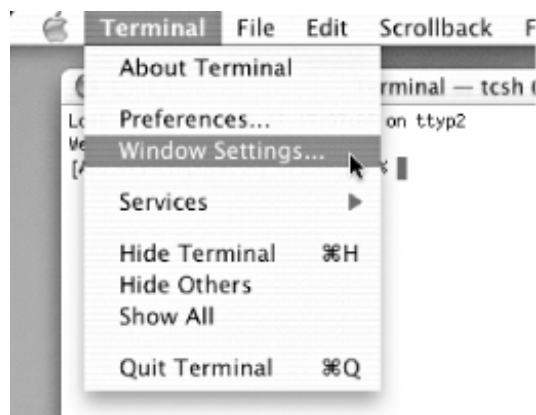 Terminal File Edit Scrollback F
About Terminal
rminal — tcsh (
Preferences...
on ttyp2
Window Settings...
%
Services
Hide Terminal ⌘H
Hide Others
Show All
Quit Terminal ⌘Q